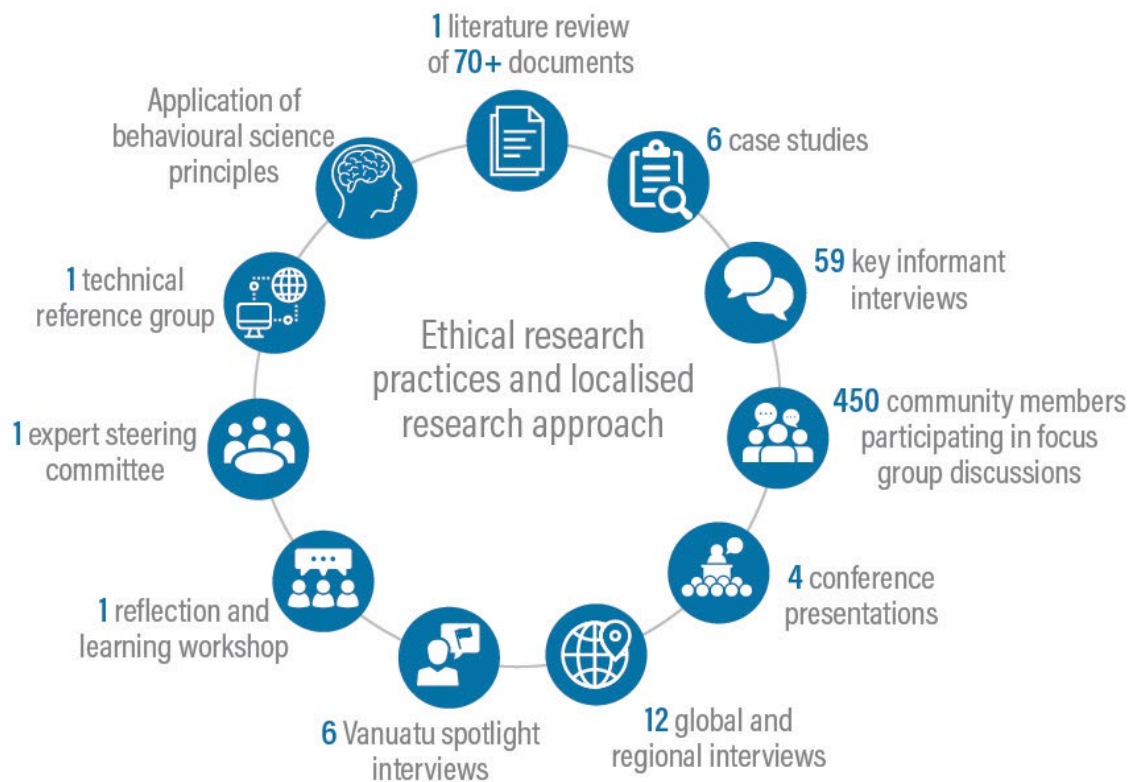 1 literature review
of 70+ documents
6 case studies
59 key informant
interviews
450 community members
participating in focus
group discussions
4 conference
presentations
12 global and
regional interviews
6 Vanuatu spotlight
interviews
1 reflection and
learning workshop
1 expert steering
committee
1 technical
reference group
Application of
behavioural science
principles
Ethical research
practices and localised
research approach